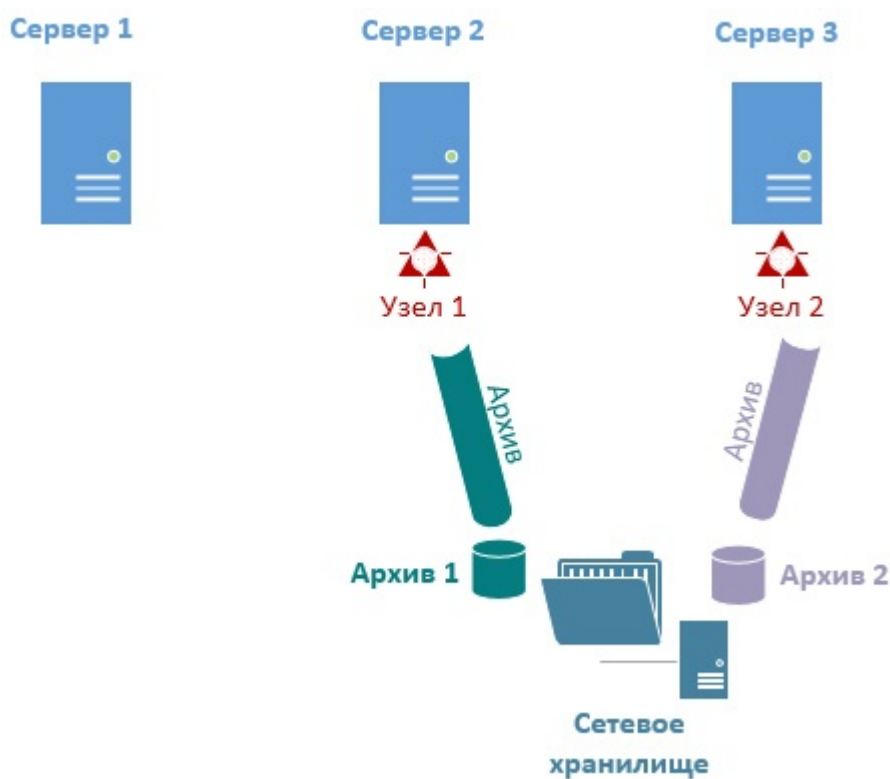 Сервер 1
Сервер 2
Сервер 3
Узел 1
Узел 2
Архив
Архив
Архив 1
Архив 2
Сетевое
хранилище